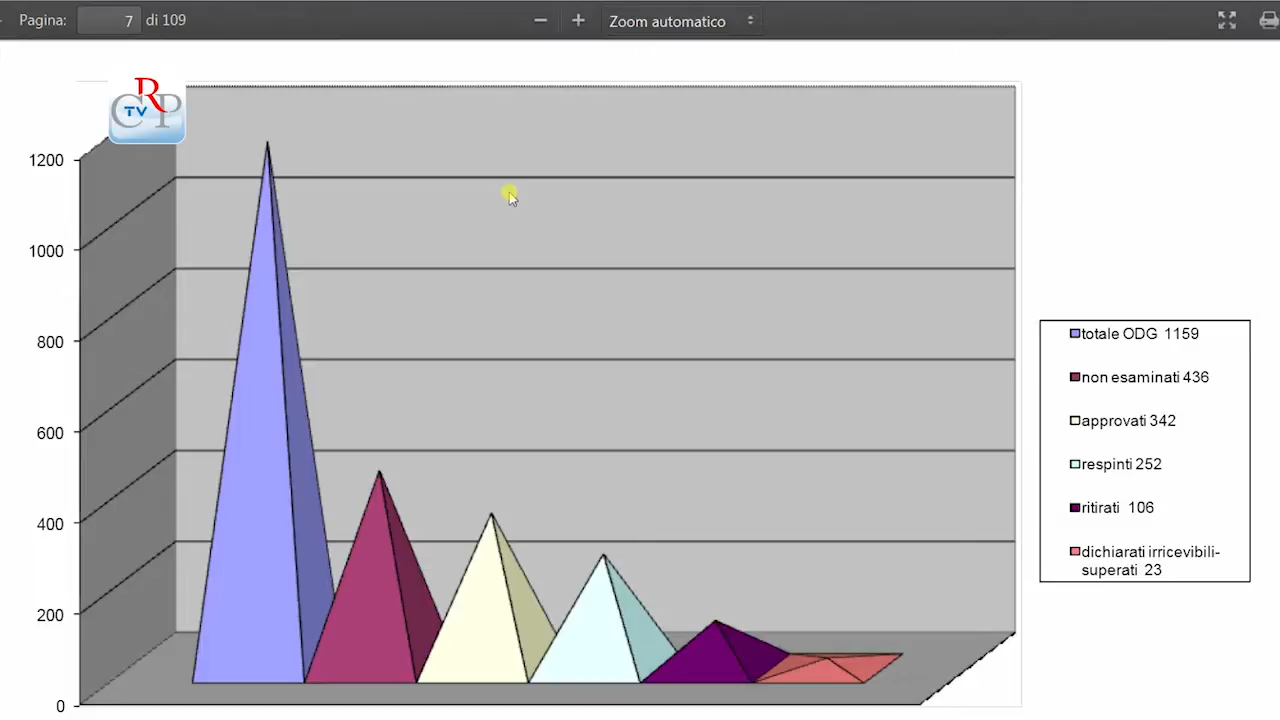 Pagina: 7 di 109 Zoom automatico
CRP TV
1200
1000
800
600
400
200
0
totale ODG 1159
non esaminati 436
approvati 342
respinti 252
ritirati 106
dichiarati irricevibili-
superati 23